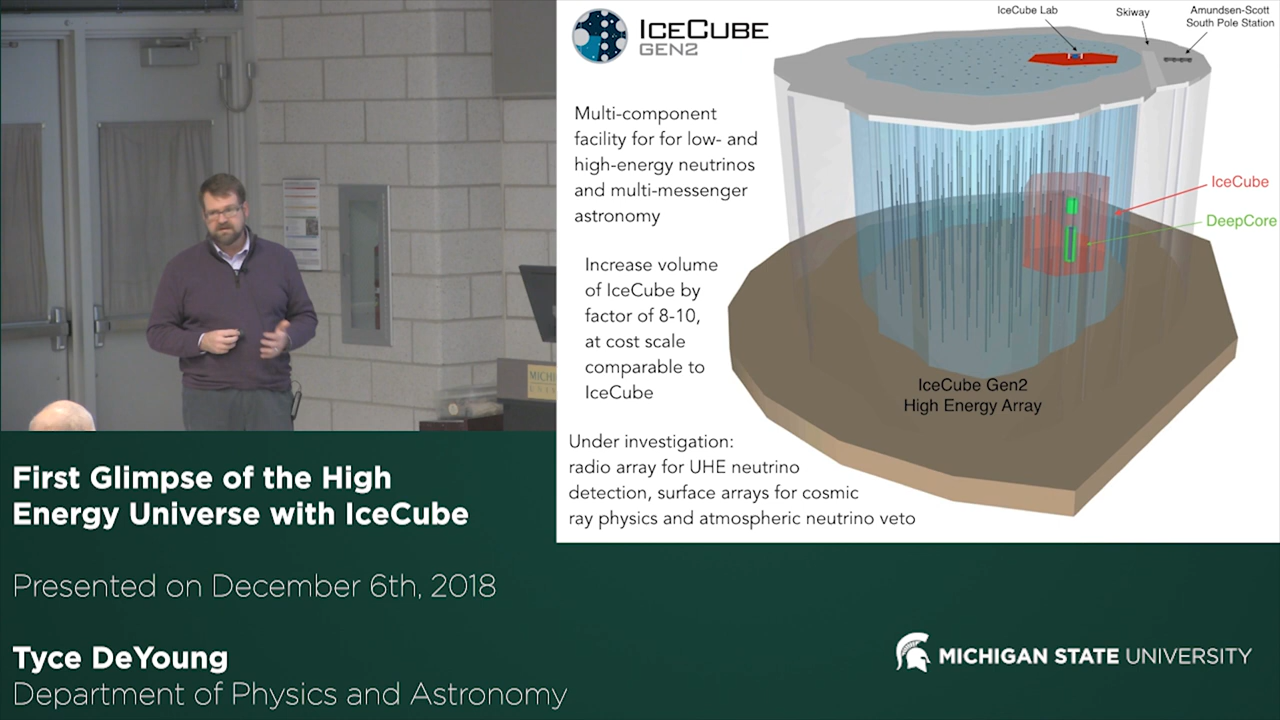 ICECUBE
GEN2
IceCube Lab
Skiway
Amundsen-Scott
South Pole Station
Multi-component
facility for for low- and
high-energy neutrinos
and multi-messenger
astronomy
IceCube
DeepCore
Increase volume
of IceCube by
factor of 8-10,
at cost scale
comparable to
IceCube
IceCube Gen2
High Energy Array
Under investigation:
radio array for UHE neutrino
detection, surface arrays for cosmic
ray physics and atmospheric neutrino veto
First Glimpse of the High
Energy Universe with IceCube
Presented on December 6th, 2018
Tyce DeYoung
Department of Physics and Astronomy
MICHIGAN STATE UNIVERSITY